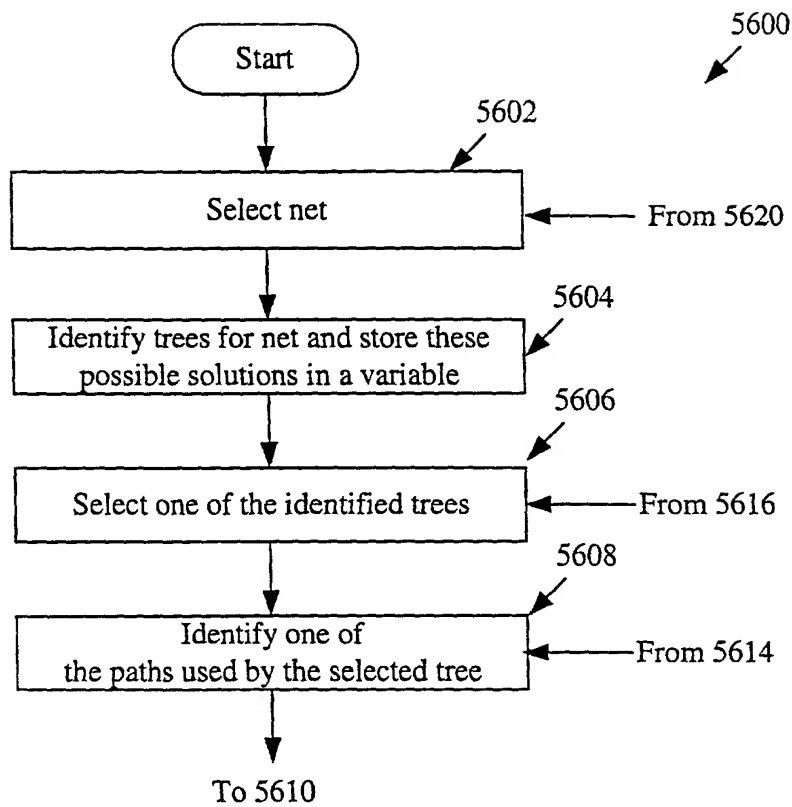 5600
Start
5602
Select net
From 5620
5604
Identify trees for net and store these
possible solutions in a variable
5606
Select one of the identified trees
From 5616
5608
Identify one of
the paths used by the selected tree
From 5614
To 5610